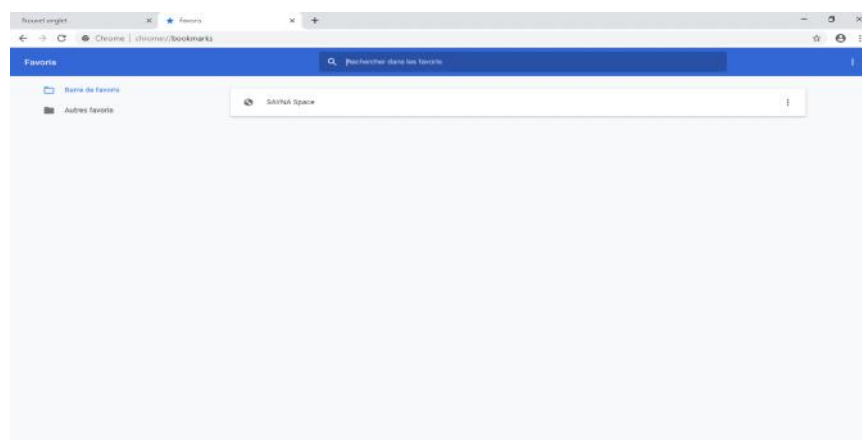 Nouvel onglet
Favoris
Chrome | chrome://bookmarks
Favoris
Rechercher dans les favoris
Barre de favoris
Autres favoris
SAYNA Space